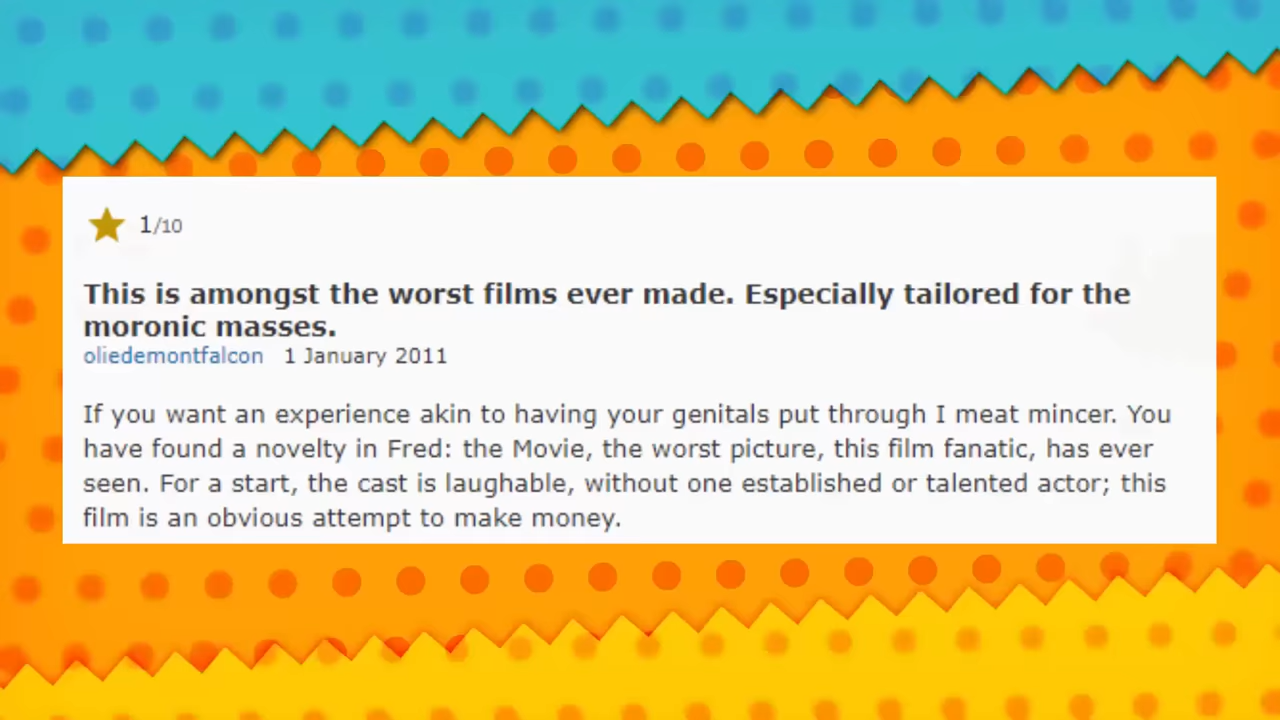 1/10
This is amongst the worst films ever made. Especially tailored for the
moronic masses.
oliedemontfalcon 1 January 2011
If you want an experience akin to having your genitals put through I meat mincer. You
have found a novelty in Fred: the Movie, the worst picture, this film fanatic, has ever
seen. For a start, the cast is laughable, without one established or talented actor; this
film is an obvious attempt to make money.